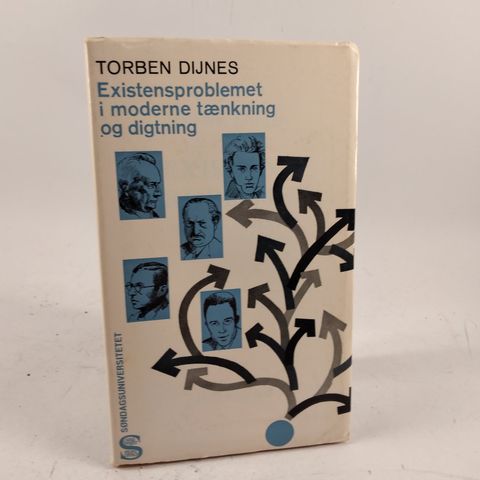 TORBEN DIJNES
Existensproblemet
i moderne tænkning
og digtning
SØNDAGSUNIVERSITETET